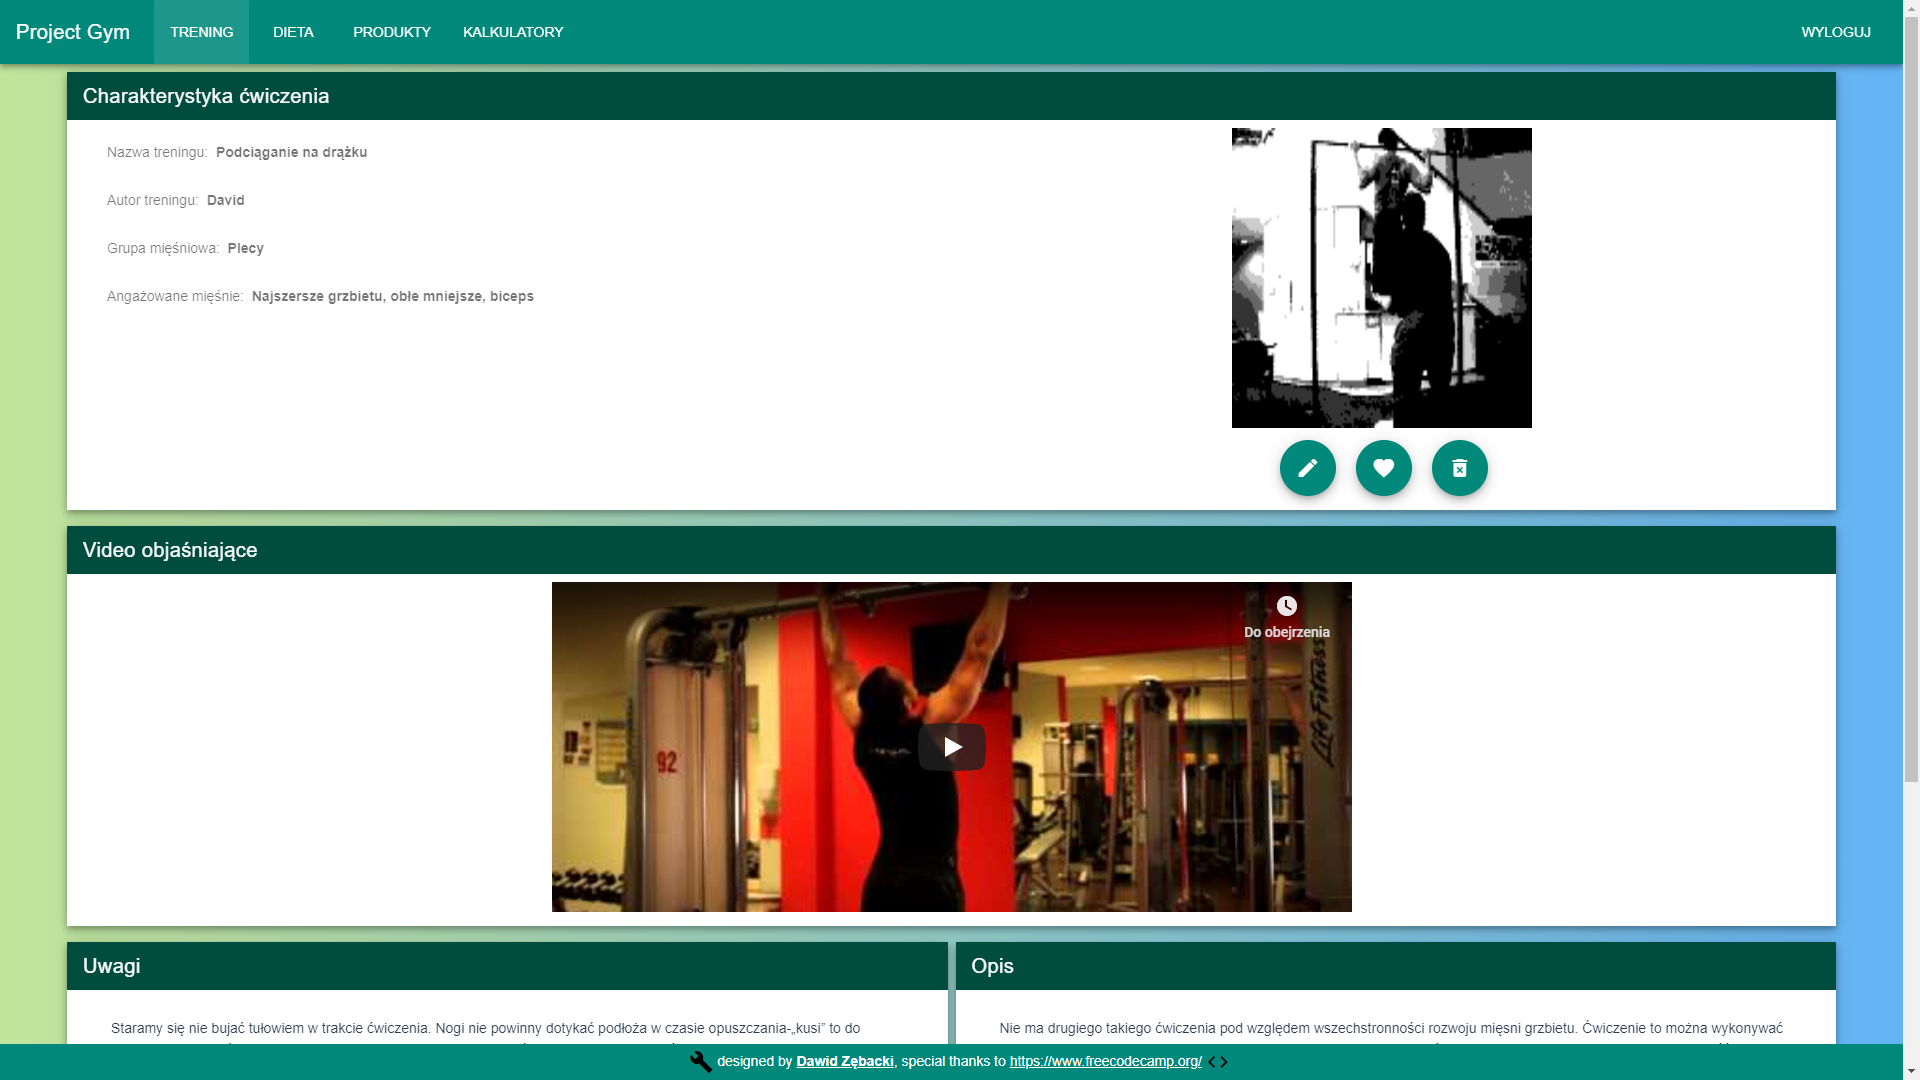 Project Gym
TRENING
DIETA
PRODUKTY
KALKULATORY
WYLOGUJ
Charakterystyka ćwiczenia
Nazwa treningu: Podciąganie na drążku
Autor treningu: David
Grupa mięśniowa: Plecy
Angażowane mięśnie: Najszersze grzbietu, obłe mniejsze, biceps
Video objaśniające
Do obejrzenia
Life Fitness
92
Uwagi
Opis
Staramy się nie bujać tułowiem w trakcie ćwiczenia. Nogi nie powinny dotykać podłoża w czasie opuszczania-„kusi” to do
Nie ma drugiego takiego ćwiczenia pod względem wszechstronności rozwoju mięsni grzbietu. Ćwiczenie to można wykonywać
designed by Dawid Zębacki, special thanks to https://www.freecodecamp.org/